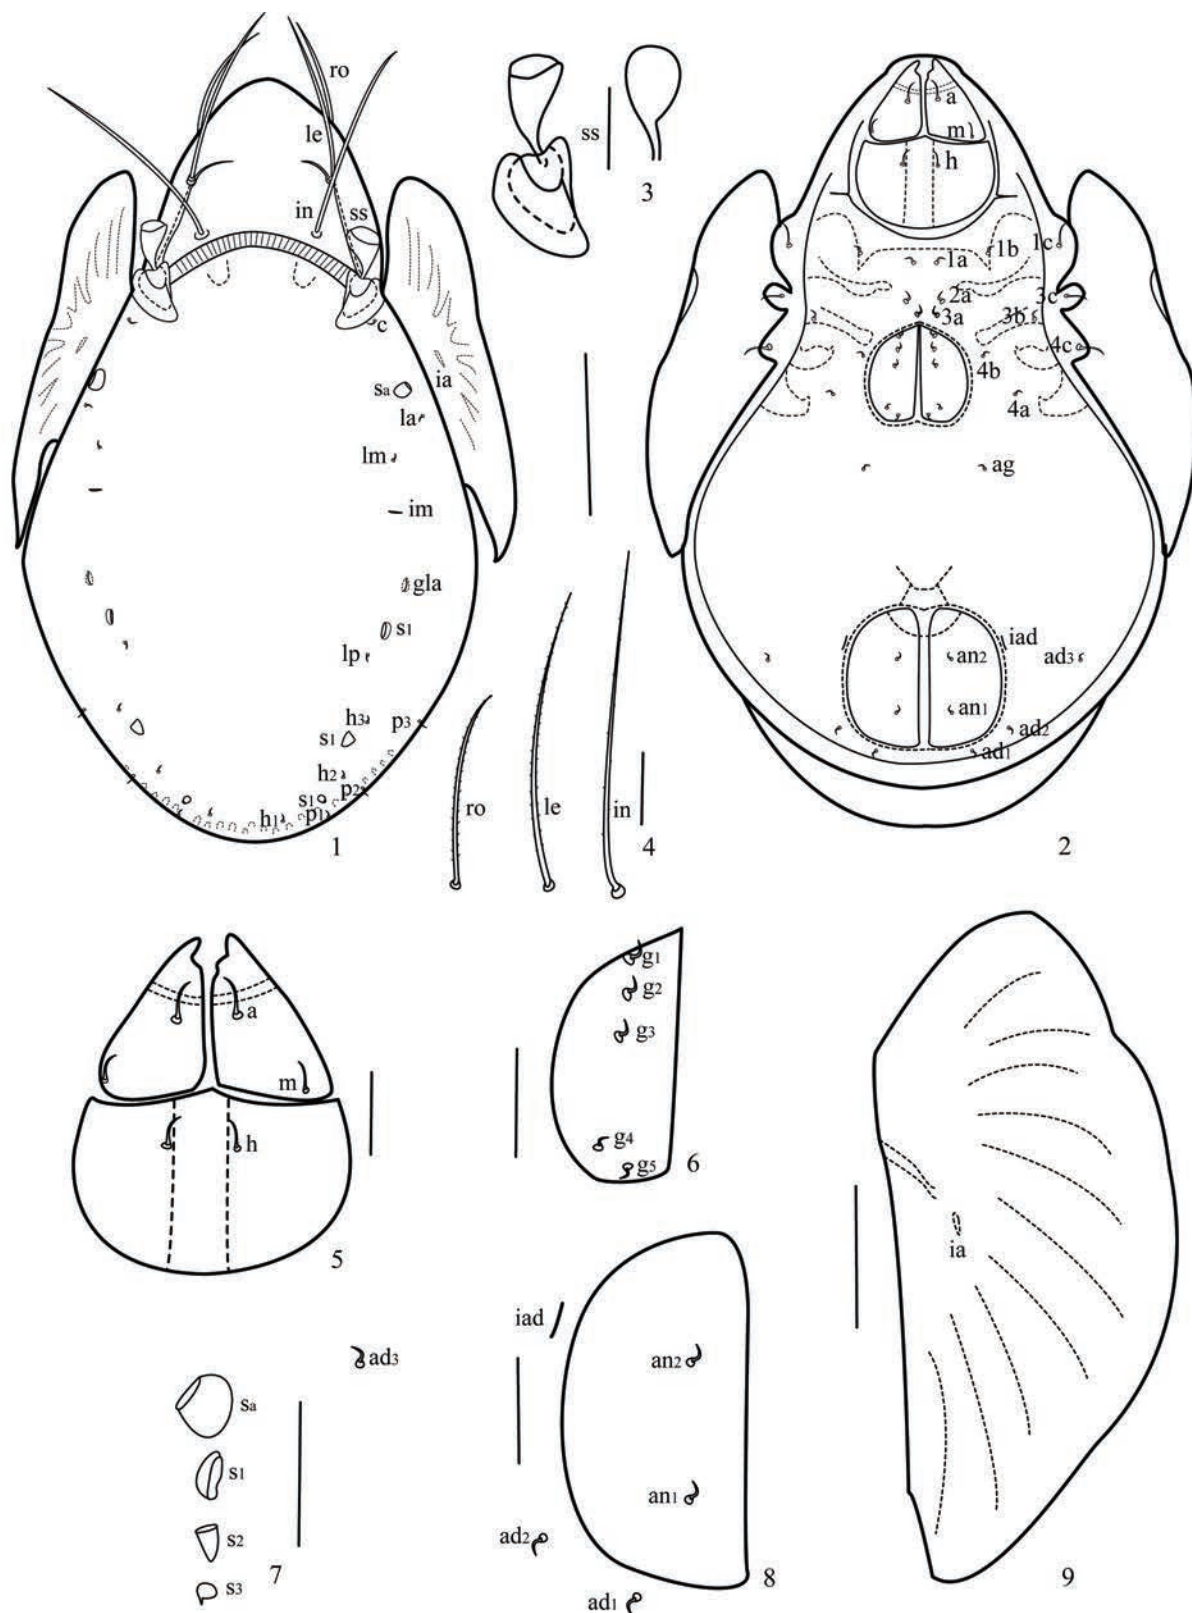 ro
le
in
ss
c
sa
ia
la
lm
im
gla
s1
lp
h3
p3
s1
h2
p2
s1
h1
p1
1
ss
3
ro
le
in
4
a
m
h
1a
1b
1c
2a
3a
3b
3c
4c
4b
4a
ag
iad
an2
ad3
an1
ad2
ad1
2
a
m
h
5
g1
g2
g3
g4
g5
6
ad3
sa
s1
s2
s3
7
iad
an2
an1
ad2
ad1
8
ia
9